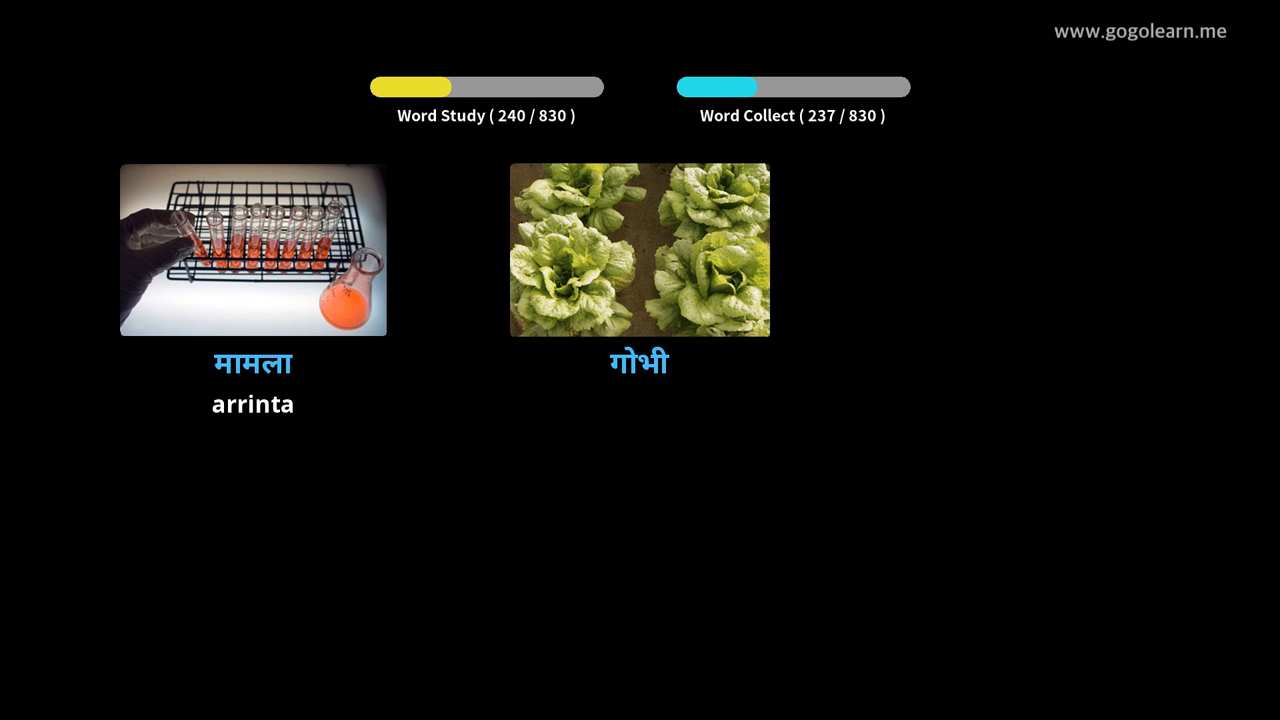 www.gogolearn.me
Word Study ( 240 / 830 )
Word Collect ( 237 / 830 )
मामला
arrinta
गोभी